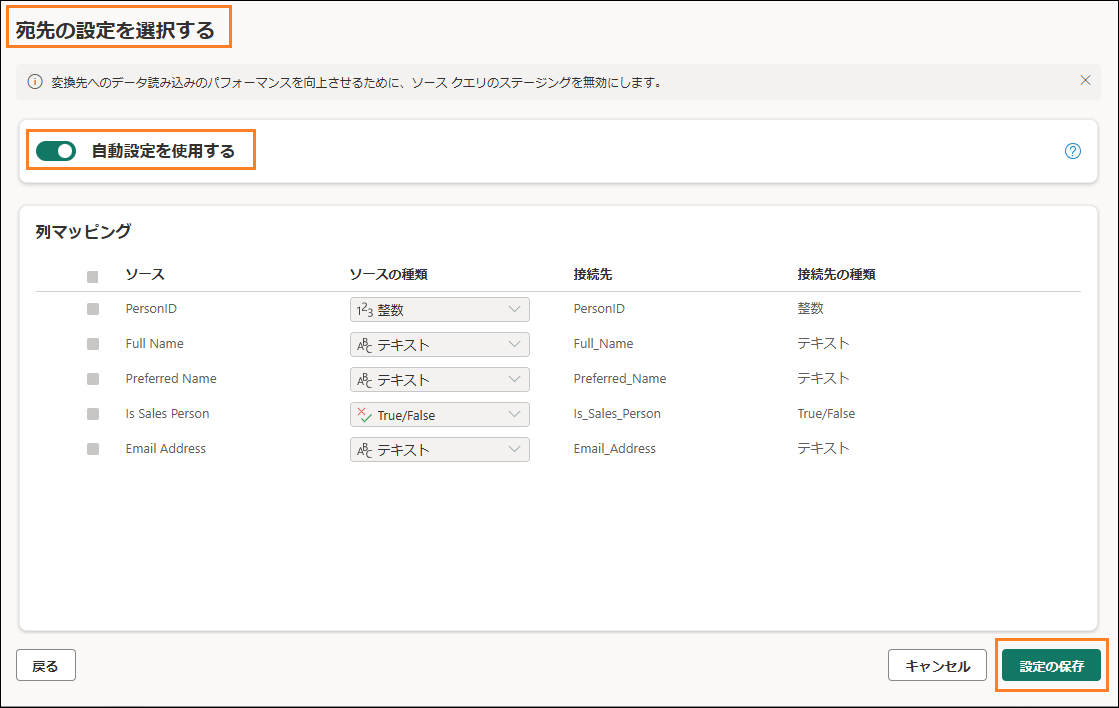 宛先の設定を選択する
変換先へのデータ読み込みのパフォーマンスを向上させるために、ソース クエリのステージングを無効にします。
自動設定を使用する
列マッピング
ソース ソースの種類 接続先 接続先の種類
PersonID 123 整数 PersonID 整数
Full Name ABC テキスト Full_Name テキスト
Preferred Name ABC テキスト Preferred_Name テキスト
Is Sales Person True/False Is_Sales_Person True/False
Email Address ABC テキスト Email_Address テキスト
戻る キャンセル 設定の保存